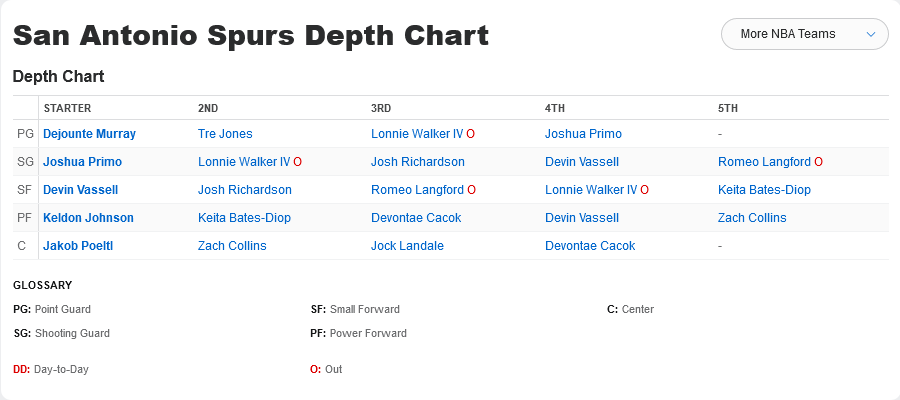 San Antonio Spurs Depth Chart
More NBA Teams
Depth Chart
STARTER 2ND 3RD 4TH 5TH
PG Dejounte Murray Tre Jones Lonnie Walker IV O Joshua Primo -
SG Joshua Primo Lonnie Walker IV O Josh Richardson Devin Vassell Romeo Langford O
SF Devin Vassell Josh Richardson Romeo Langford O Lonnie Walker IV O Keita Bates-Diop
PF Keldon Johnson Keita Bates-Diop Devontae Cacok Devin Vassell Zach Collins
C Jakob Poeltl Zach Collins Jock Landale Devontae Cacok -
GLOSSARY
PG: Point Guard SF: Small Forward C: Center
SG: Shooting Guard PF: Power Forward
DD: Day-to-Day O: Out